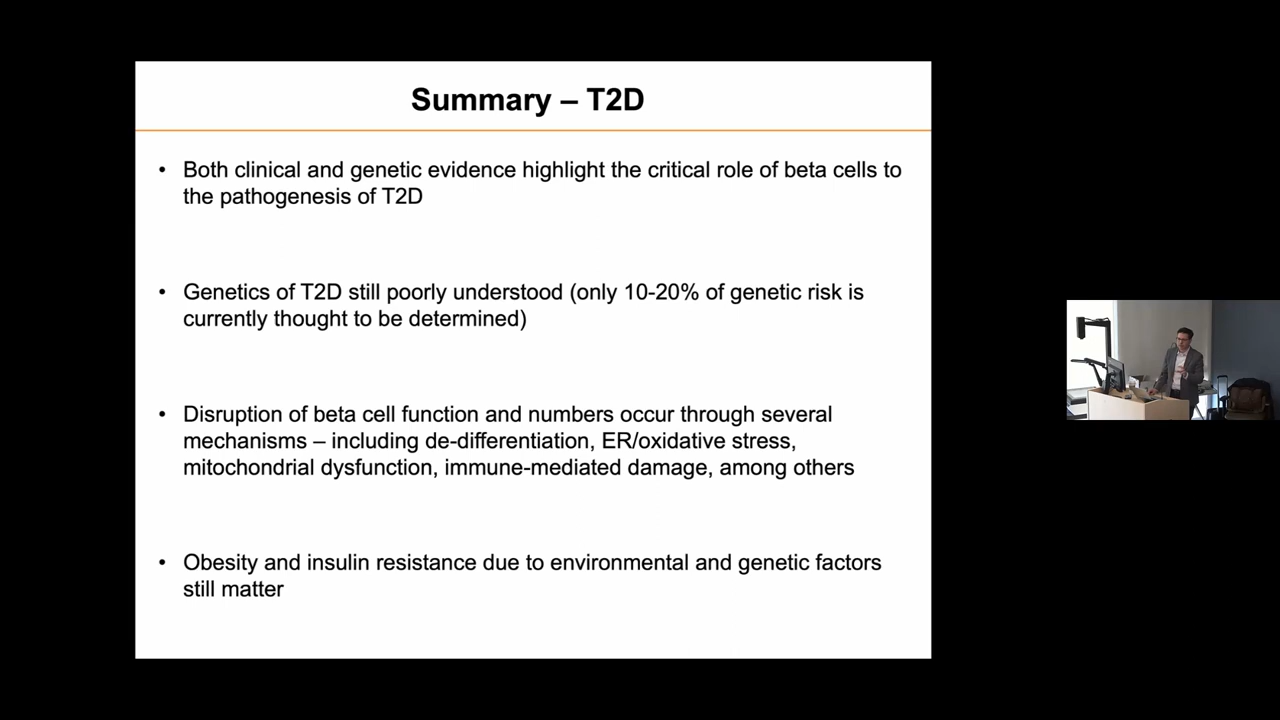 Summary – T2D
• Both clinical and genetic evidence highlight the critical role of beta cells to
the pathogenesis of T2D
• Genetics of T2D still poorly understood (only 10-20% of genetic risk is
currently thought to be determined)
• Disruption of beta cell function and numbers occur through several
mechanisms – including de-differentiation, ER/oxidative stress,
mitochondrial dysfunction, immune-mediated damage, among others
• Obesity and insulin resistance due to environmental and genetic factors
still matter